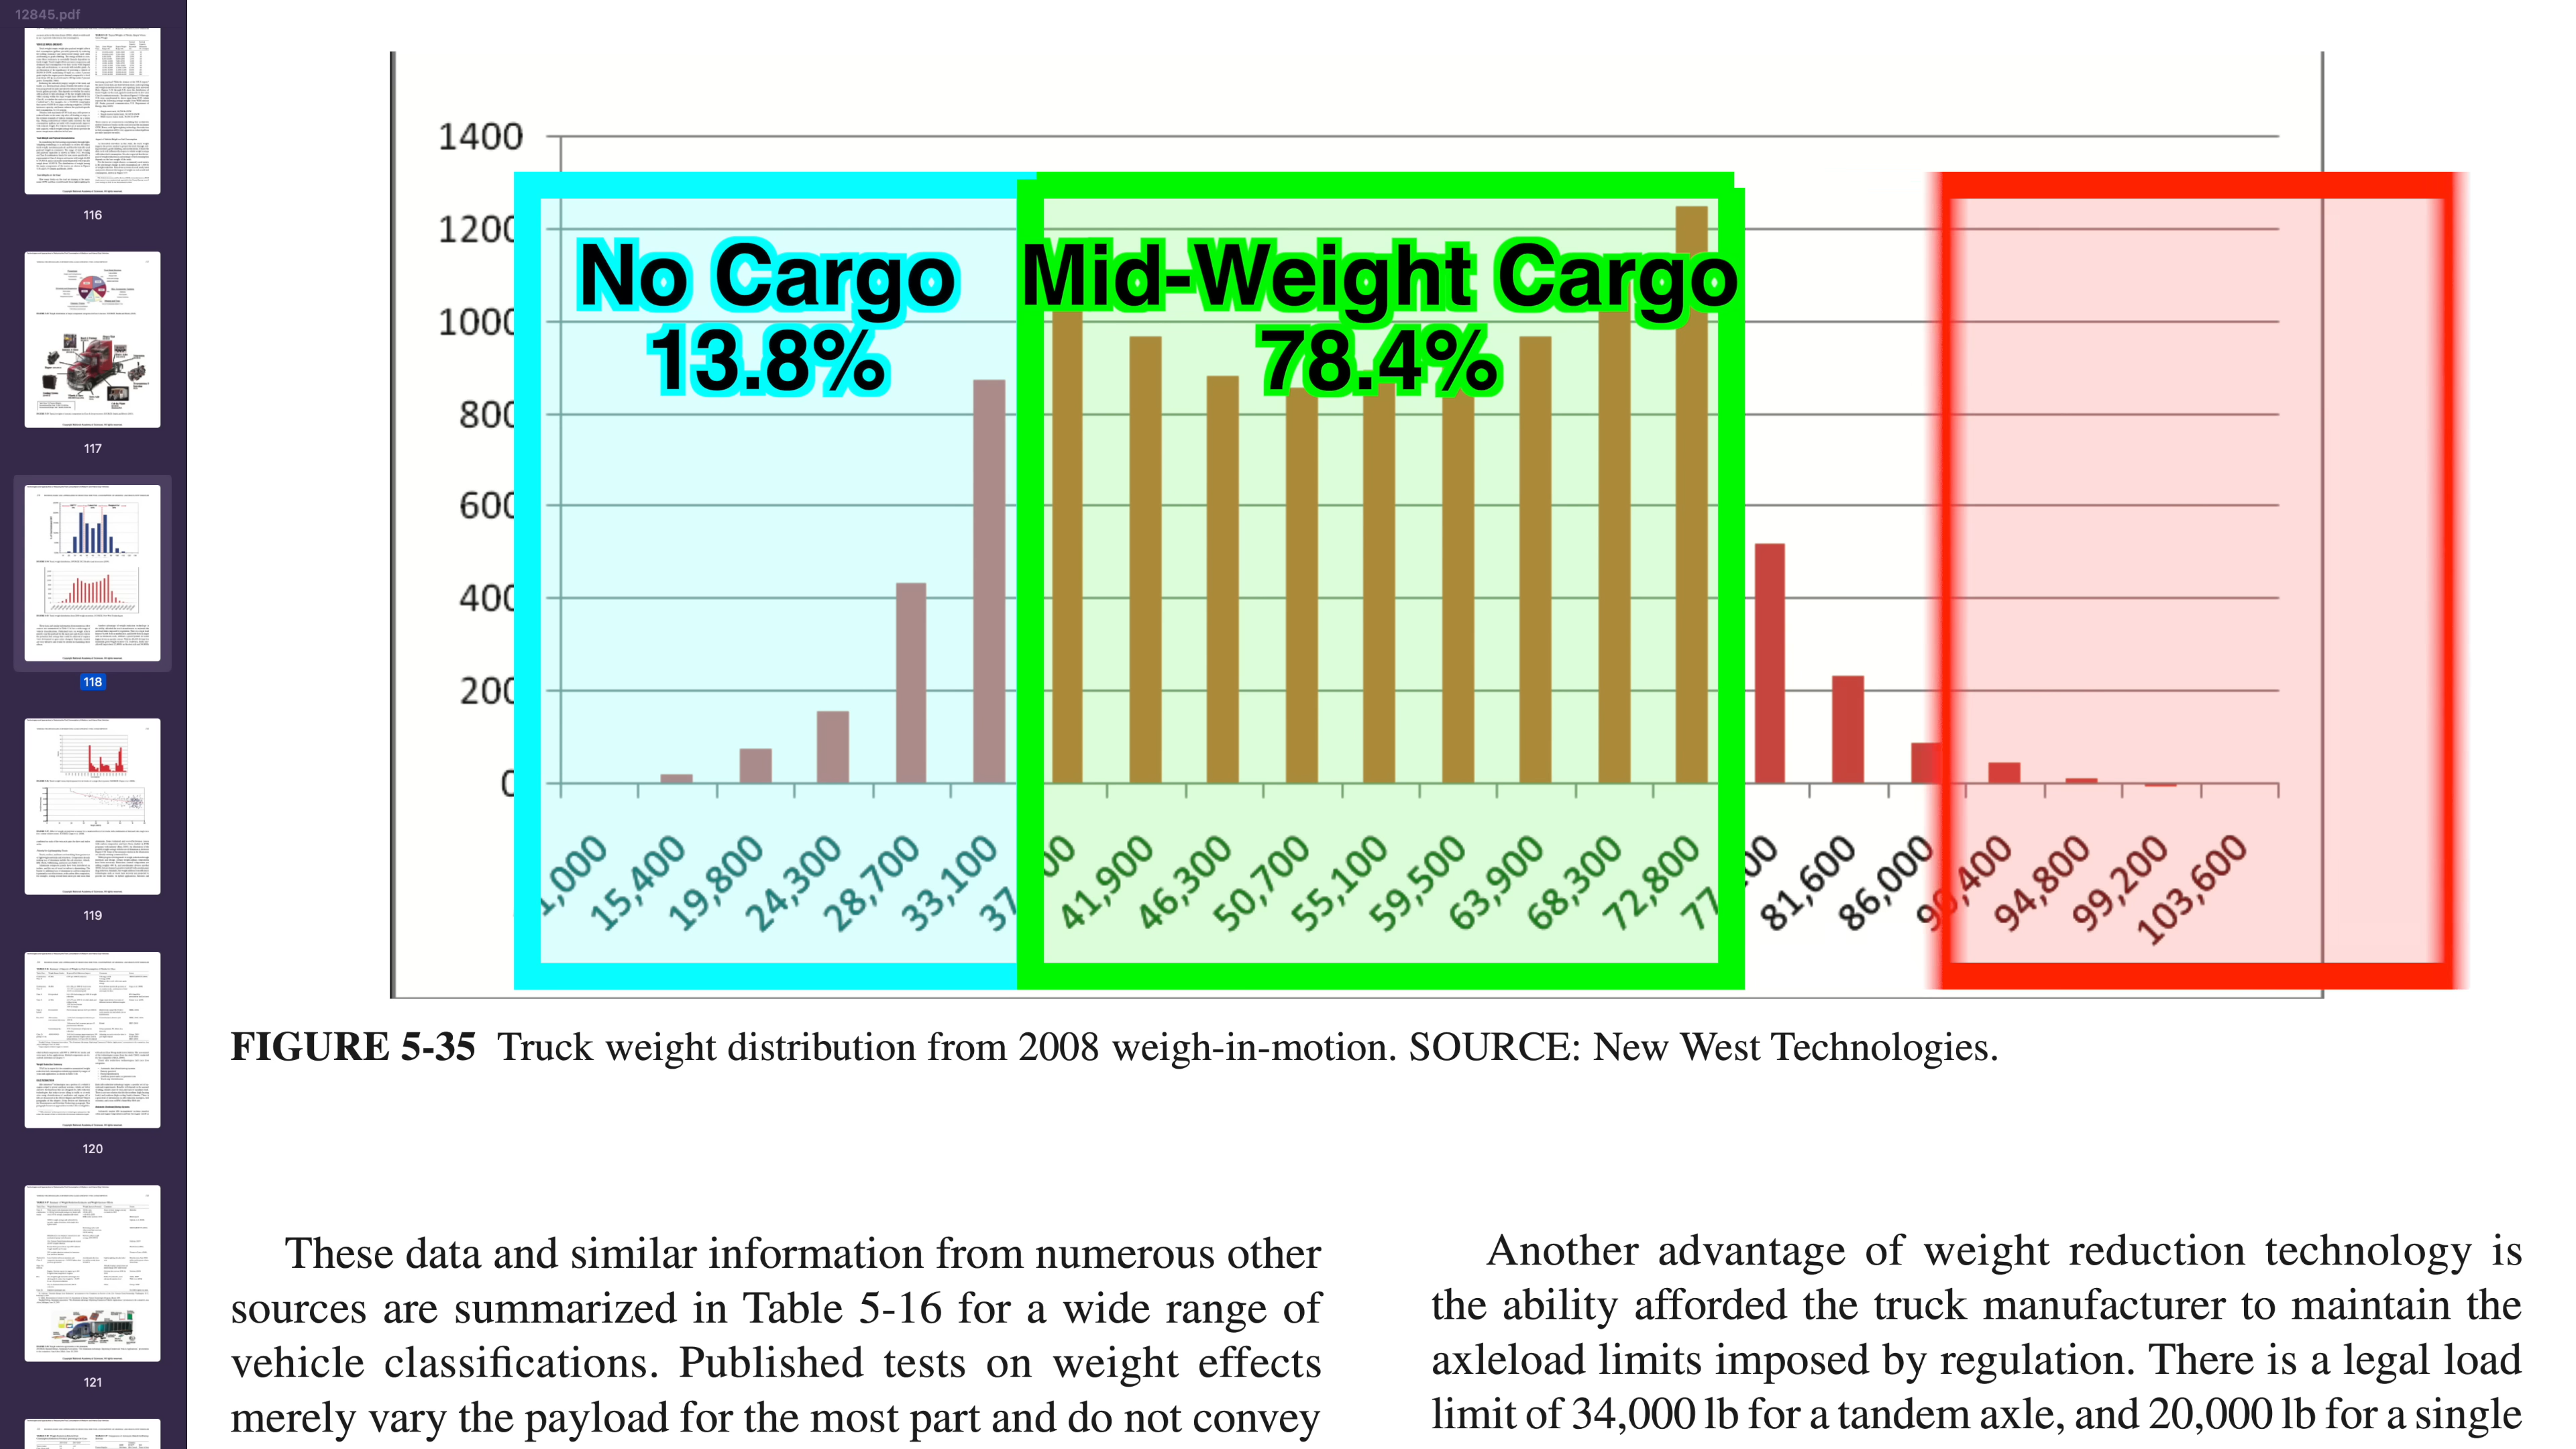 12845.pdf
116
117
118
119
120
121
1400
1200
1000
800
600
400
200
0
No Cargo
13.8%
Mid-Weight Cargo
78.4%
15,400
19,800
24,300
28,700
33,100
41,900
46,300
50,700
55,100
59,500
63,900
68,300
72,800
81,600
86,000
90,400
94,800
99,200
103,600
FIGURE 5-35 Truck weight distribution from 2008 weigh-in-motion. SOURCE: New West Technologies.
These data and similar information from numerous other
sources are summarized in Table 5-16 for a wide range of
vehicle classifications. Published tests on weight effects
merely vary the payload for the most part and do not convey
Another advantage of weight reduction technology is
the ability afforded the truck manufacturer to maintain the
axleload limits imposed by regulation. There is a legal load
limit of 34,000 lb for a tandem axle, and 20,000 lb for a single